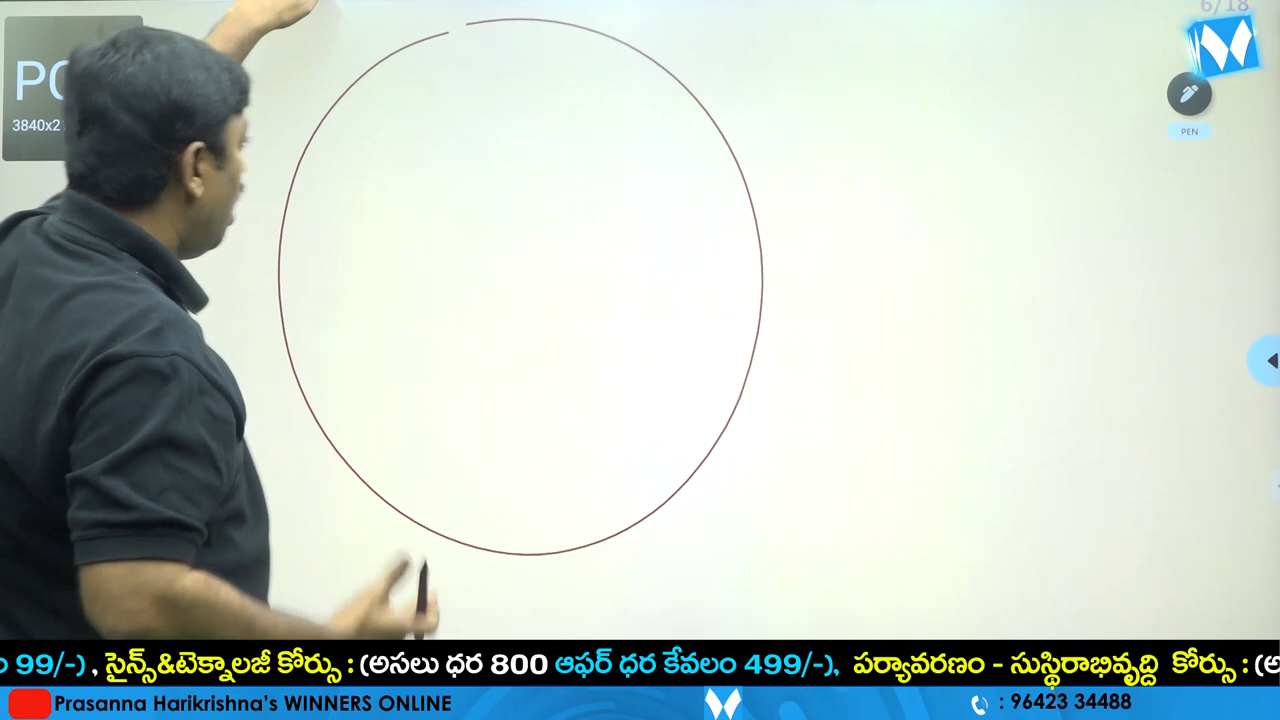 6/18
PEN
3840x2
ం 99/-) , సైన్స్&టెక్నాలజీ కోర్సు : (అసలు ధర 800 ఆఫర్ ధర కేవలం 499/-), పర్యావరణం - సుస్థిరాభివృద్ధి కోర్సు : (అ
Prasanna Harikrishna's WINNERS ONLINE
: 96423 34488